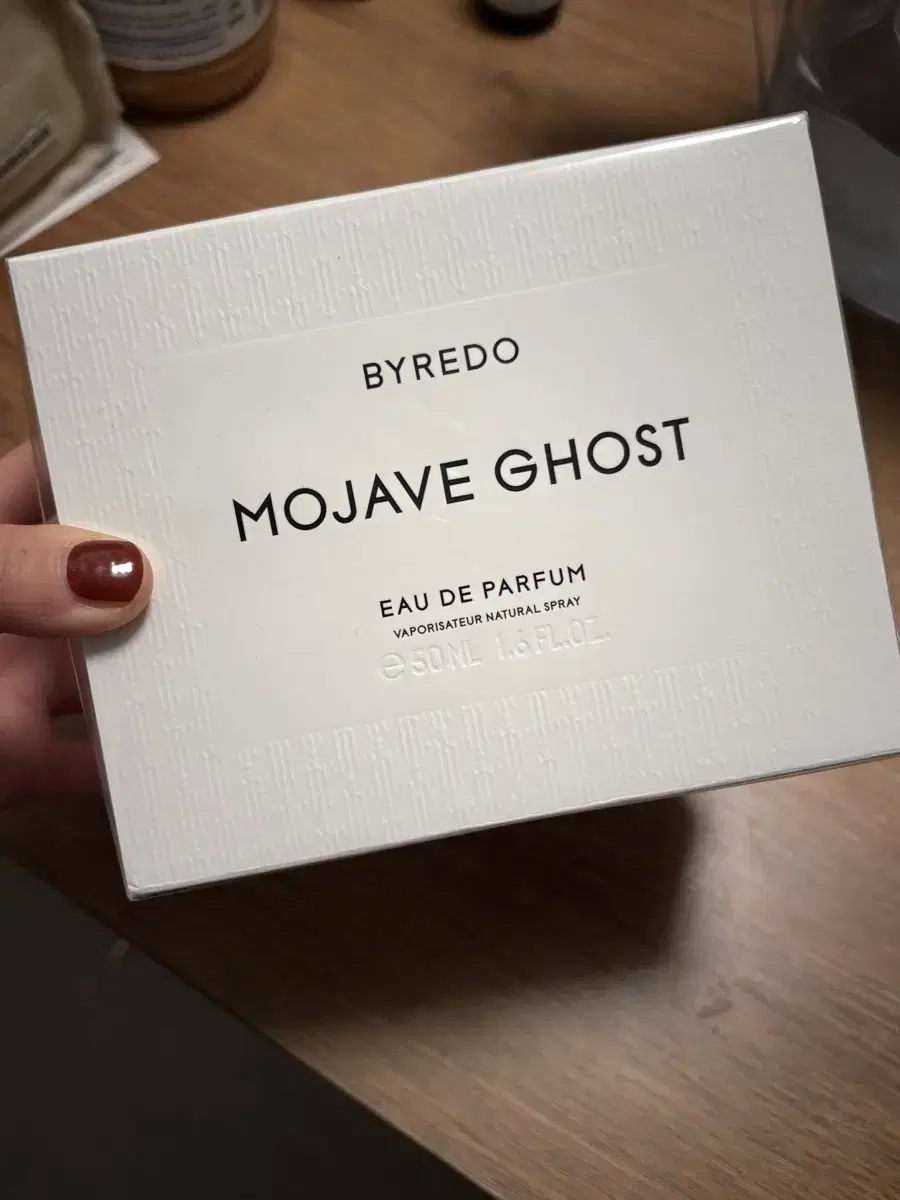 BYREDO
MOJAVE GHOST
EAU DE PARFUM
VAPORISATEUR NATURAL SPRAY
℮ 50 ML 1.6 FL.OZ.